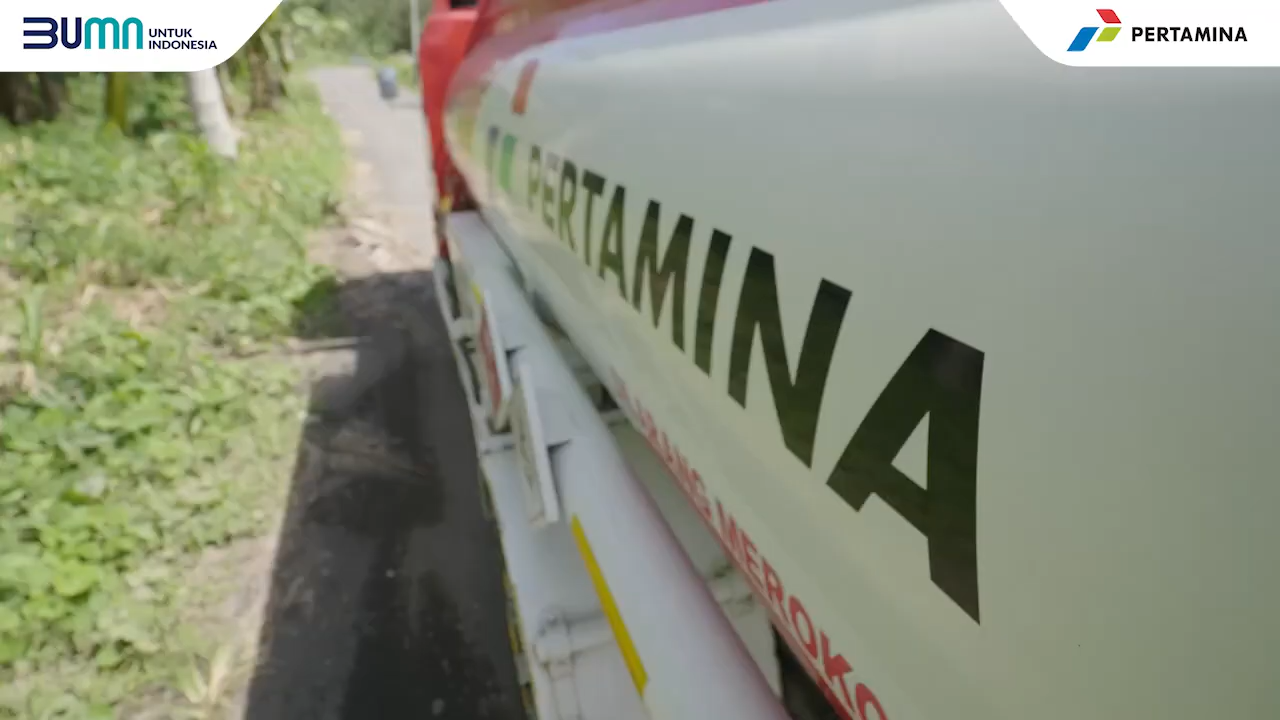 BUMN UNTUK
INDONESIA
PERTAMINA
PERTAMINA
MEROKO